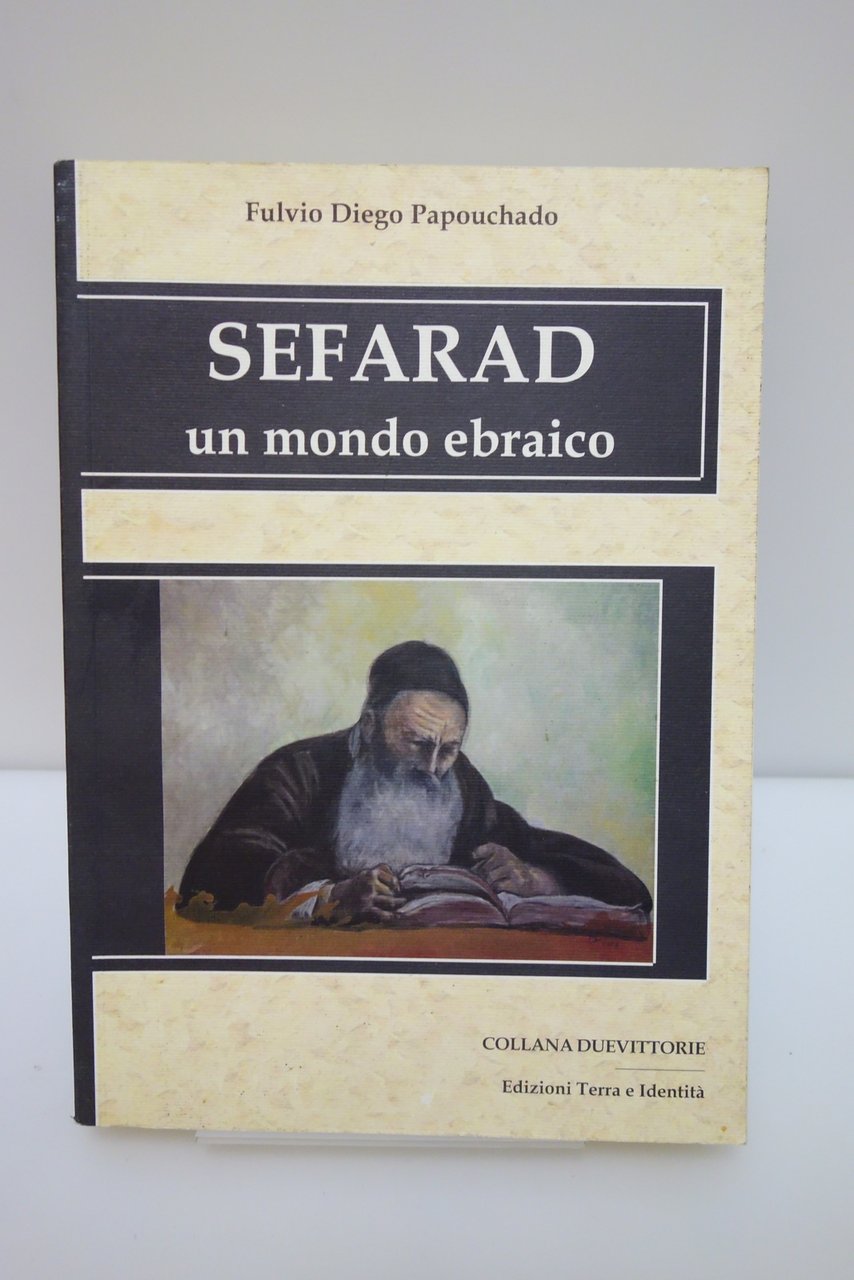 Fulvio Diego Papouchado
SEFARAD
un mondo ebraico
COLLANA DUEVITTORIE
Edizioni Terra e Identità